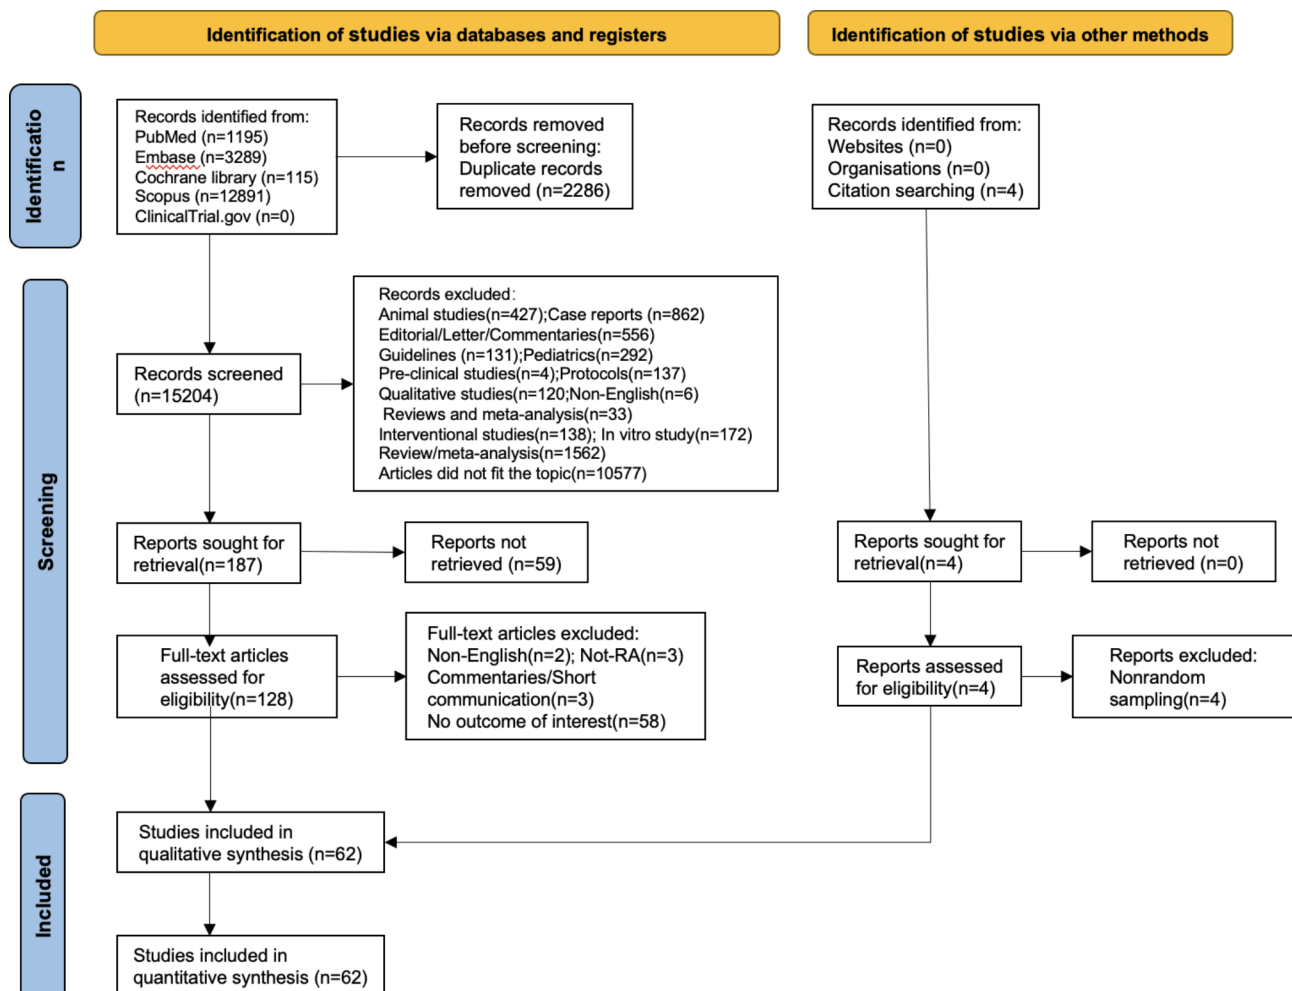 Identification of studies via databases and registers
Identification of studies via other methods
Identificatio
n
Records identified from:
PubMed (n=1195)
Embase (n=3289)
Cochrane library (n=115)
Scopus (n=12891)
ClinicalTrial.gov (n=0)
Records removed
before screening:
Duplicate records
removed (n=2286)
Records identified from:
Websites (n=0)
Organisations (n=0)
Citation searching (n=4)
Screening
Records screened
(n=15204)
Records excluded:
Animal studies(n=427);Case reports (n=862)
Editorial/Letter/Commentaries(n=556)
Guidelines (n=131);Pediatrics(n=292)
Pre-clinical studies(n=4);Protocols(n=137)
Qualitative studies(n=120;Non-English(n=6)
Reviews and meta-analysis(n=33)
Interventional studies(n=138); In vitro study(n=172)
Review/meta-analysis(n=1562)
Articles did not fit the topic(n=10577)
Reports sought for
retrieval(n=187)
Reports not
retrieved (n=59)
Reports sought for
retrieval(n=4)
Reports not
retrieved (n=0)
Full-text articles
assessed for
eligibility(n=128)
Full-text articles excluded:
Non-English(n=2); Not-RA(n=3)
Commentaries/Short
communication(n=3)
No outcome of interest(n=58)
Reports assessed
for eligibility(n=4)
Reports excluded:
Nonrandom
sampling(n=4)
Included
Studies included in
qualitative synthesis (n=62)
Studies included in
quantitative synthesis (n=62)